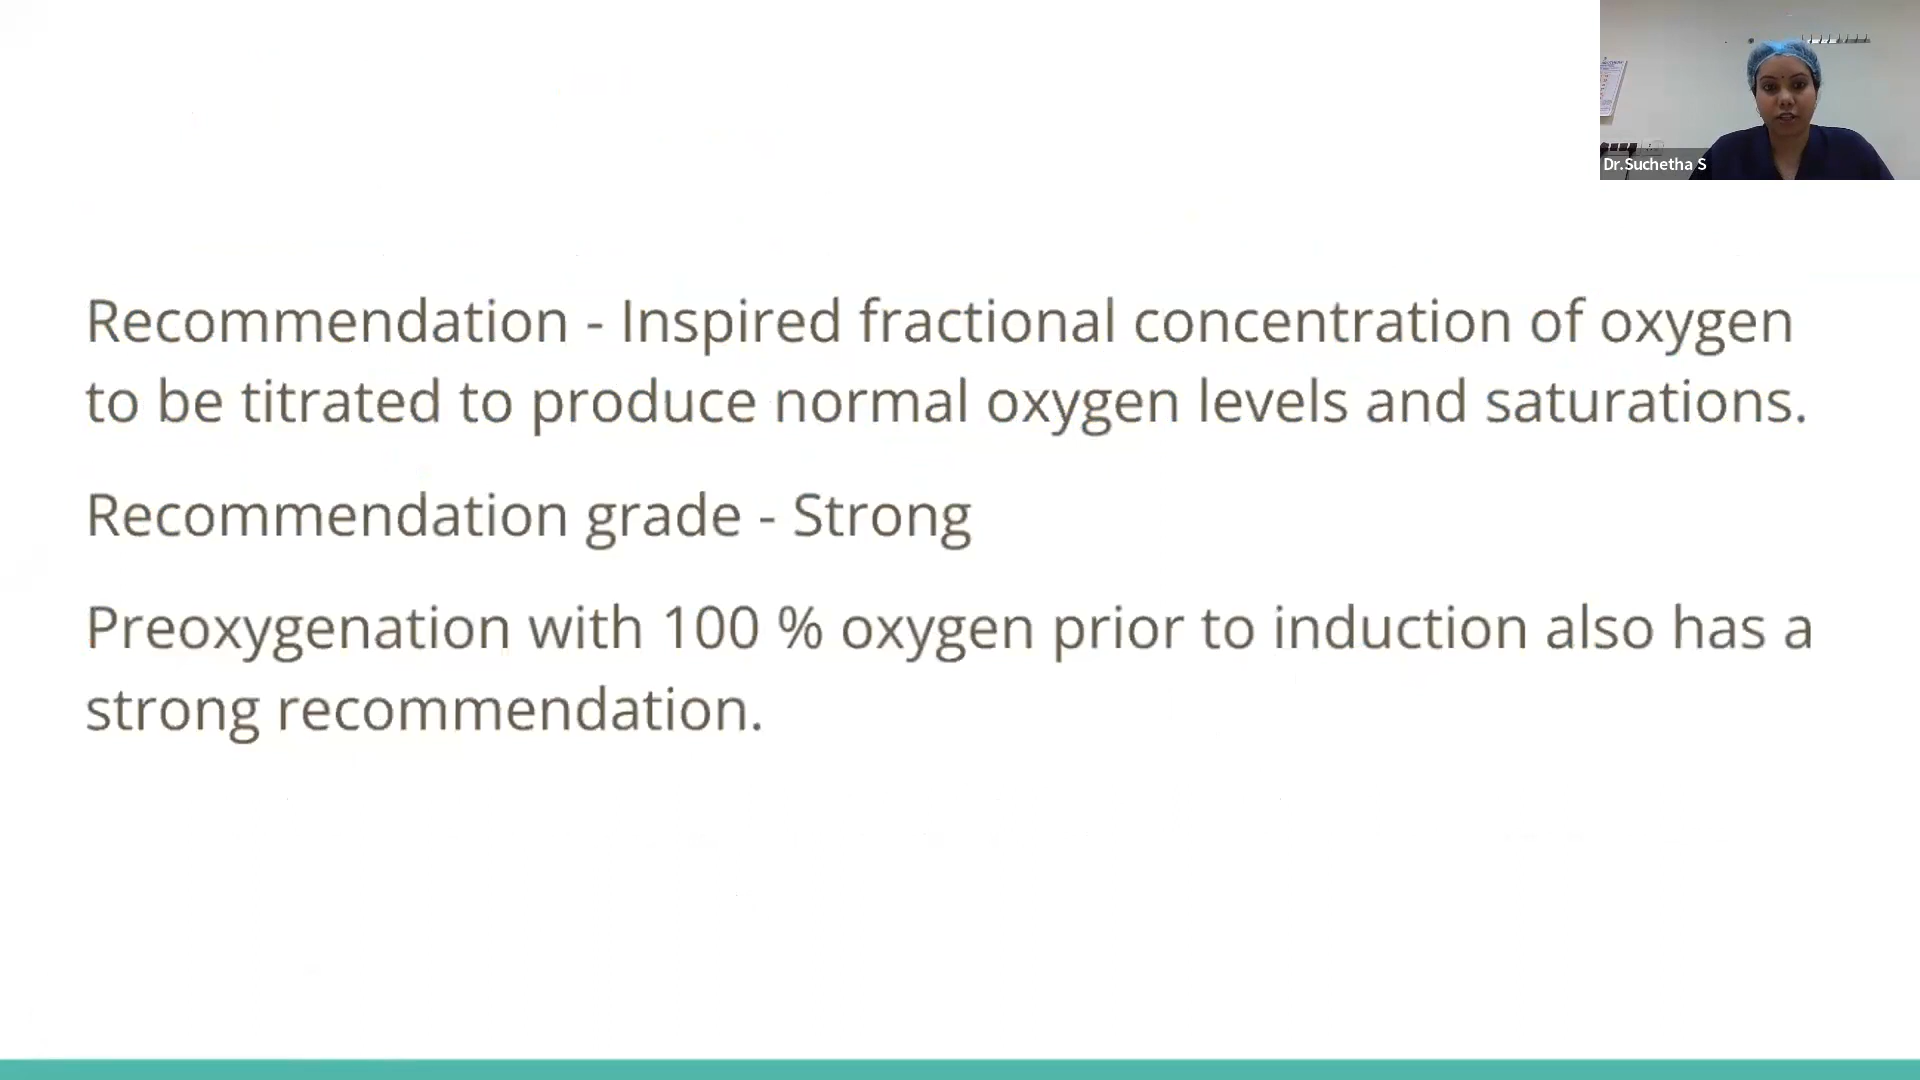 Dr.Suchetha S
Recommendation - Inspired fractional concentration of oxygen
to be titrated to produce normal oxygen levels and saturations.
Recommendation grade - Strong
Preoxygenation with 100 % oxygen prior to induction also has a
strong recommendation.